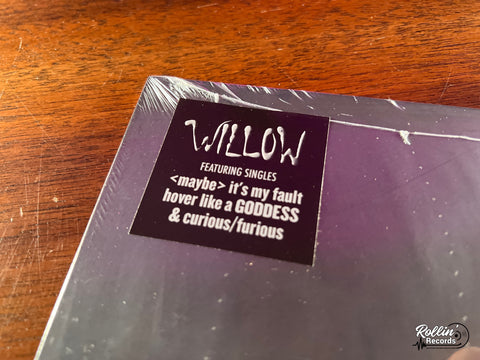 WILLOW
FEATURING SINGLES
<maybe> it's my fault
hover like a GODDESS
& curious/furious
Rollin'
Records